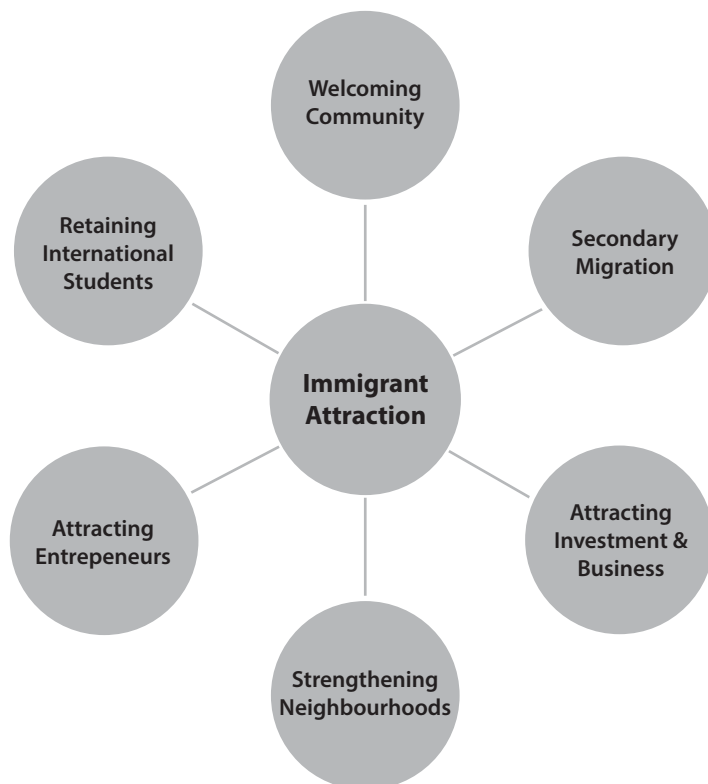 Welcoming
Community
Retaining
International
Students
Secondary
Migration
Immigrant
Attraction
Attracting
Entrepeneurs
Attracting
Investment &
Business
Strengthening
Neighbourhoods